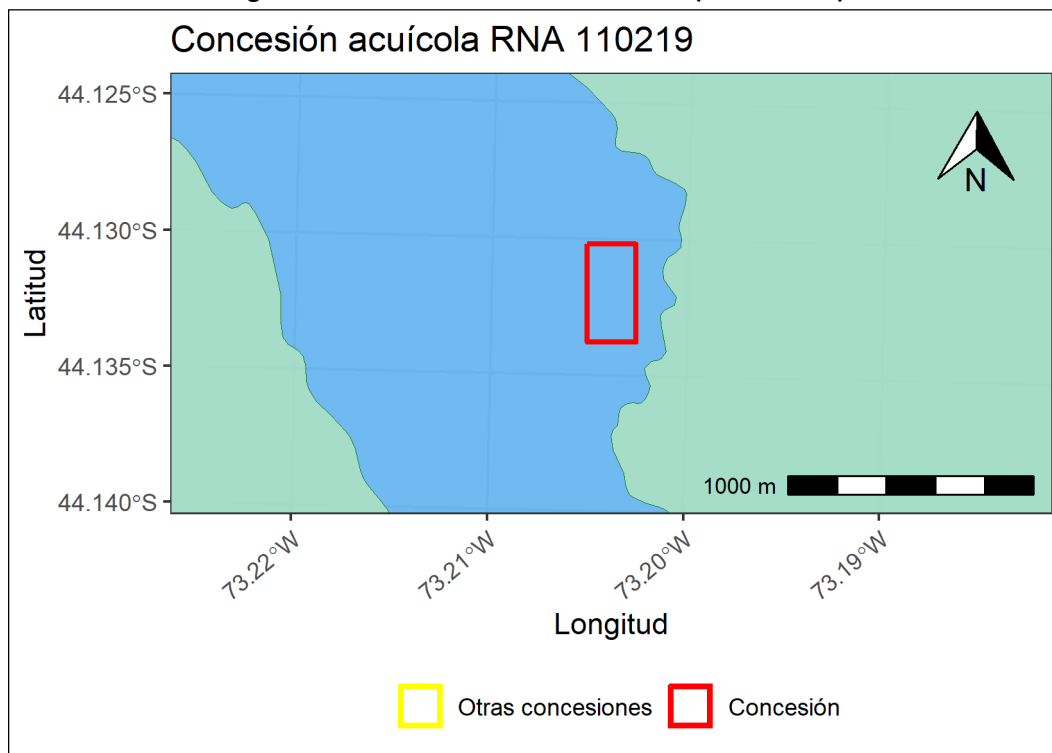 Concesión acuícola RNA 110219
44.125°S
44.130°S
44.135°S
44.140°S
Latitud
N
1000 m
73.22°W
73.21°W
73.20°W
73.19°W
Longitud
Otras concesiones
Concesión